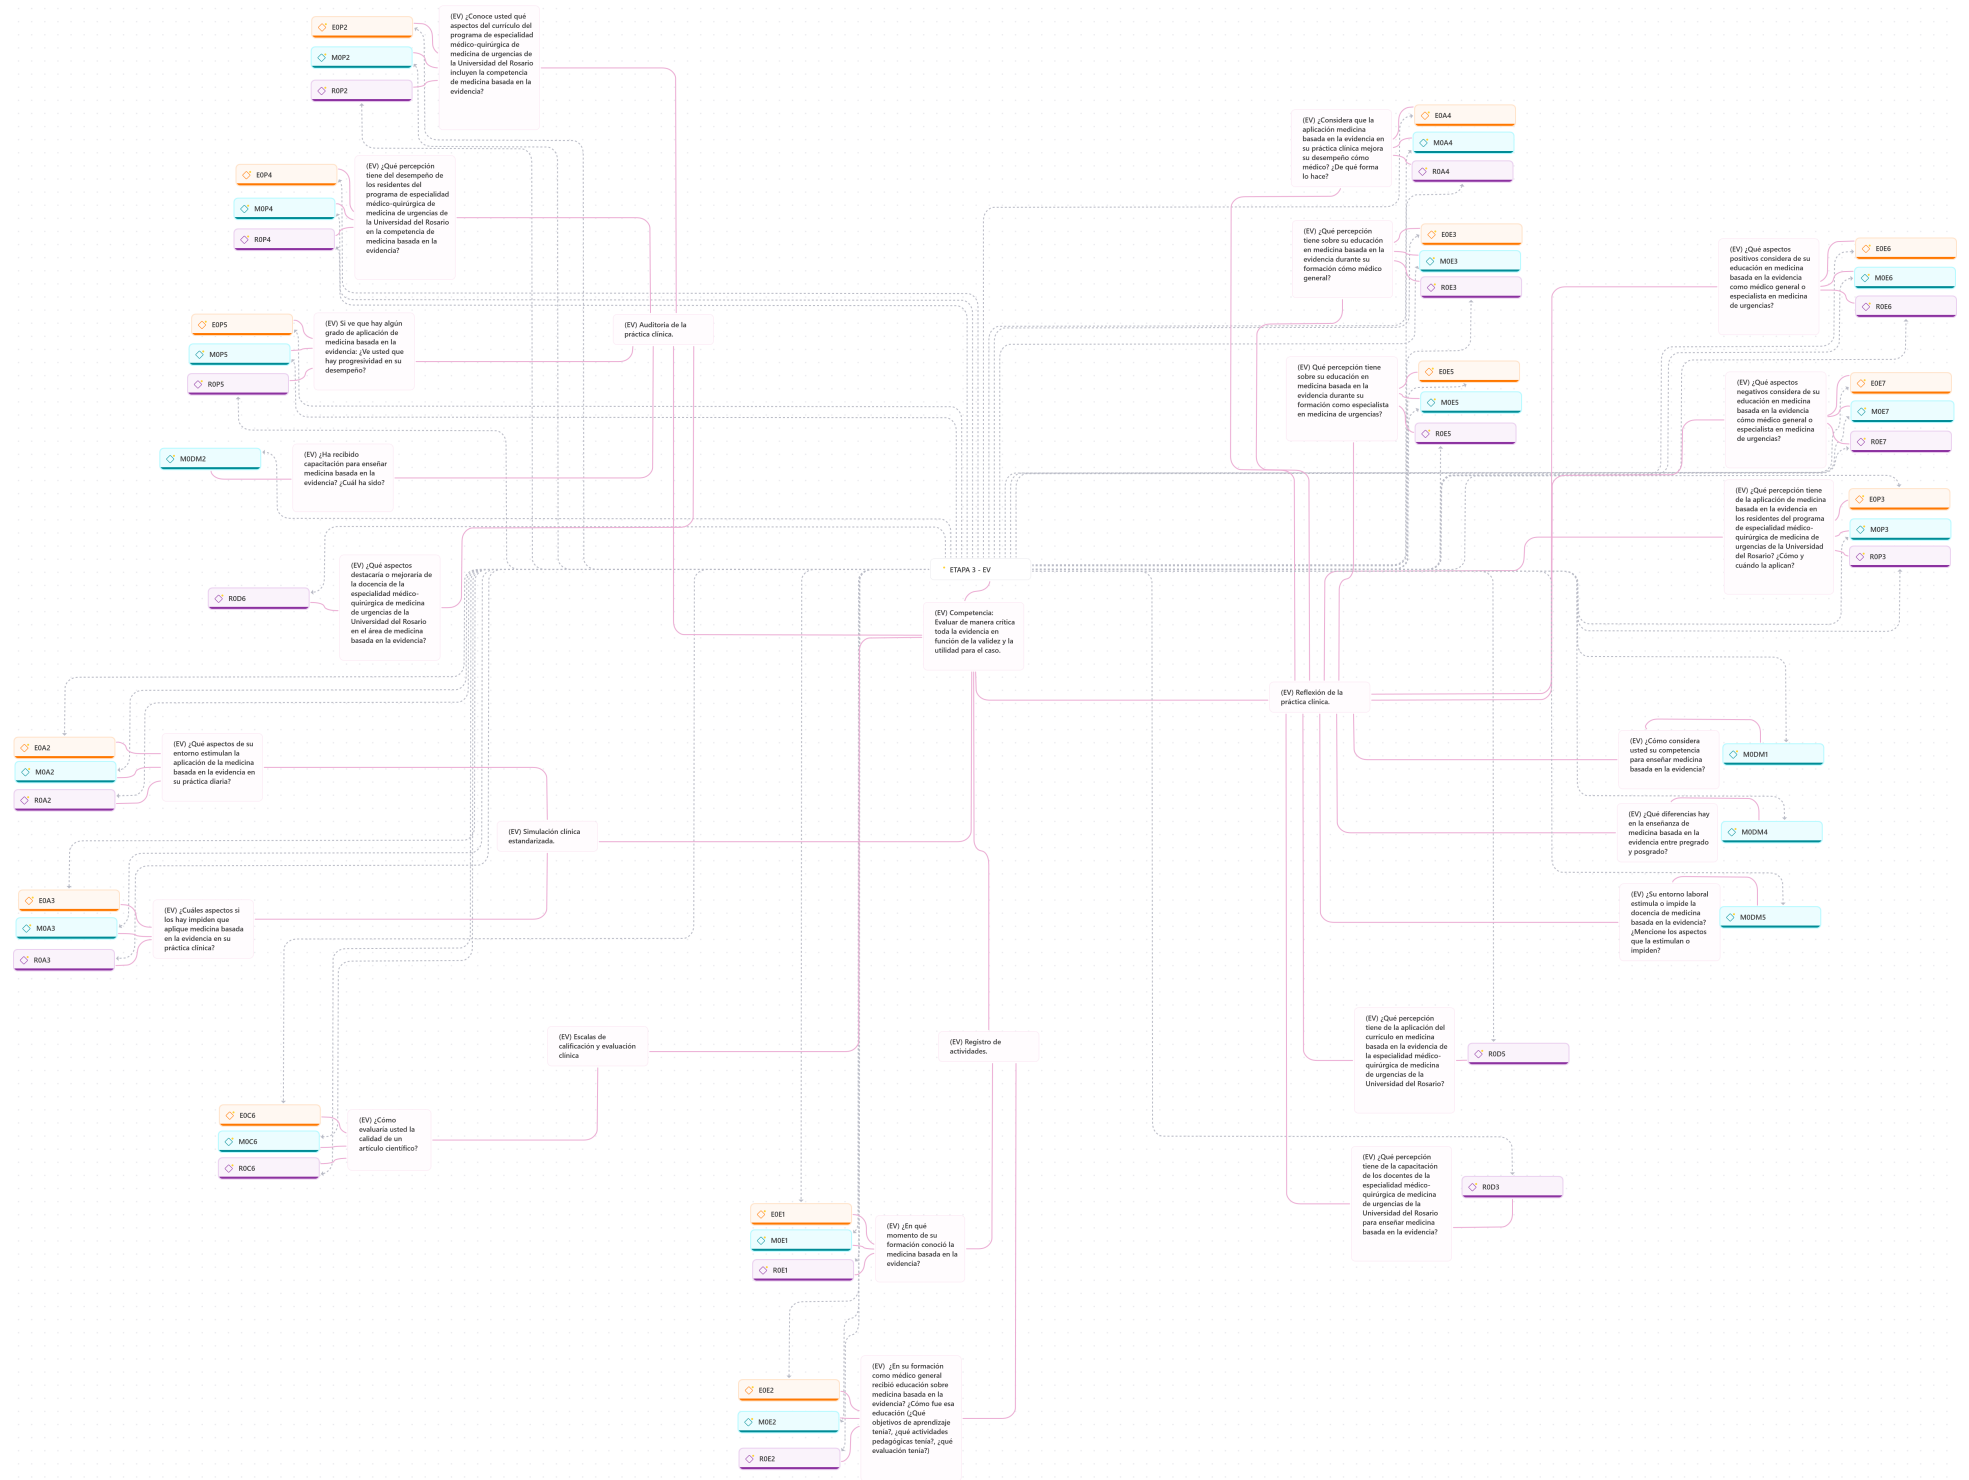 E0P2
M0P2
R0P2
(EV) ¿Conoce usted qué
aspectos del currículo del
programa de especialidad
médico-quirúrgica de
medicina de urgencias de
la Universidad del Rosario
incluyen la competencia
de medicina basada en la
evidencia?
E0P4
M0P4
R0P4
(EV) ¿Qué percepción
tiene del desempeño de
los residentes del
programa de especialidad
médico-quirúrgica de
medicina de urgencias de
la Universidad del Rosario
en la competencia de
medicina basada en la
evidencia?
E0P5
M0P5
R0P5
(EV) Si ve que hay algún
grado de aplicación de
medicina basada en la
evidencia: ¿Ve usted que
hay progresividad en su
desempeño?
(EV) Auditoría de la
práctica clínica.
M0DM2
(EV) ¿Ha recibido
capacitación para enseñar
medicina basada en la
evidencia? ¿Cuál ha sido?
R0D6
(EV) ¿Qué aspectos
destacaría o mejoraría de
la docencia de la
especialidad médico-
quirúrgica de medicina
de urgencias de la
Universidad del Rosario
en el área de medicina
basada en la evidencia?
(EV) ¿Considera que la
aplicación medicina
basada en la evidencia en
su práctica clínica mejora
su desempeño cómo
médico? ¿De qué forma
lo hace?
E0A4
M0A4
R0A4
(EV) ¿Qué percepción
tiene sobre su educación
en medicina basada en la
evidencia durante su
formación cómo médico
general?
E0E3
M0E3
R0E3
(EV) Qué percepción tiene
sobre su educación en
medicina basada en la
evidencia durante su
formación como especialista
en medicina de urgencias?
E0E5
M0E5
R0E5
(EV) ¿Qué aspectos
positivos considera de su
educación en medicina
basada en la evidencia
como médico general o
especialista en medicina
de urgencias?
E0E6
M0E6
R0E6
(EV) ¿Qué aspectos
negativos considera de su
educación en medicina
basada en la evidencia
cómo médico general o
especialista en medicina
de urgencias?
E0E7
M0E7
R0E7
(EV) ¿Qué percepción tiene
de la aplicación de medicina
basada en la evidencia en
los residentes del programa
de especialidad médico-
quirúrgica de medicina de
urgencias de la Universidad
del Rosario? ¿Cómo y
cuándo la aplican?
E0P3
M0P3
R0P3
ETAPA 3 - EV
(EV) Competencia:
Evaluar de manera crítica
toda la evidencia en
función de la validez y la
utilidad para el caso.
(EV) Reflexión de la
práctica clínica.
E0A2
M0A2
R0A2
(EV) ¿Qué aspectos de su
entorno estimulan la
aplicación de la medicina
basada en la evidencia en
su práctica diaria?
(EV) Simulación clínica
estandarizada.
E0A3
M0A3
R0A3
(EV) ¿Cuáles aspectos si
los hay impiden que
aplique medicina basada
en la evidencia en su
práctica clínica?
(EV) ¿Cómo considera
usted su competencia
para enseñar medicina
basada en la evidencia?
M0DM1
(EV) ¿Qué diferencias hay
en la enseñanza de
medicina basada en la
evidencia entre pregrado
y posgrado?
M0DM4
(EV) ¿Su entorno laboral
estimula o impide la
docencia de medicina
basada en la evidencia?
¿Mencione los aspectos
que la estimulan o
impiden?
M0DM5
(EV) Escalas de
calificación y evaluación
clínica
(EV) Registro de
actividades.
(EV) ¿Qué percepción
tiene de la aplicación del
currículo en medicina
basada en la evidencia de
la especialidad médico-
quirúrgica de medicina
de urgencias de la
Universidad del Rosario?
R0D5
E0C6
M0C6
R0C6
(EV) ¿Cómo
evaluaría usted la
calidad de un
artículo científico?
(EV) ¿Qué percepción
tiene de la capacitación
de los docentes de la
especialidad médico-
quirúrgica de medicina
de urgencias de la
Universidad del Rosario
para enseñar medicina
basada en la evidencia?
R0D3
E0E1
M0E1
R0E1
(EV) ¿En qué
momento de su
formación conoció la
medicina basada en la
evidencia?
E0E2
M0E2
R0E2
(EV) ¿En su formación
como médico general
recibió educación sobre
medicina basada en la
evidencia? ¿Cómo fue esa
educación (¿Qué
objetivos de aprendizaje
tenía?, ¿qué actividades
pedagógicas tenía?, ¿qué
evaluación tenía?)